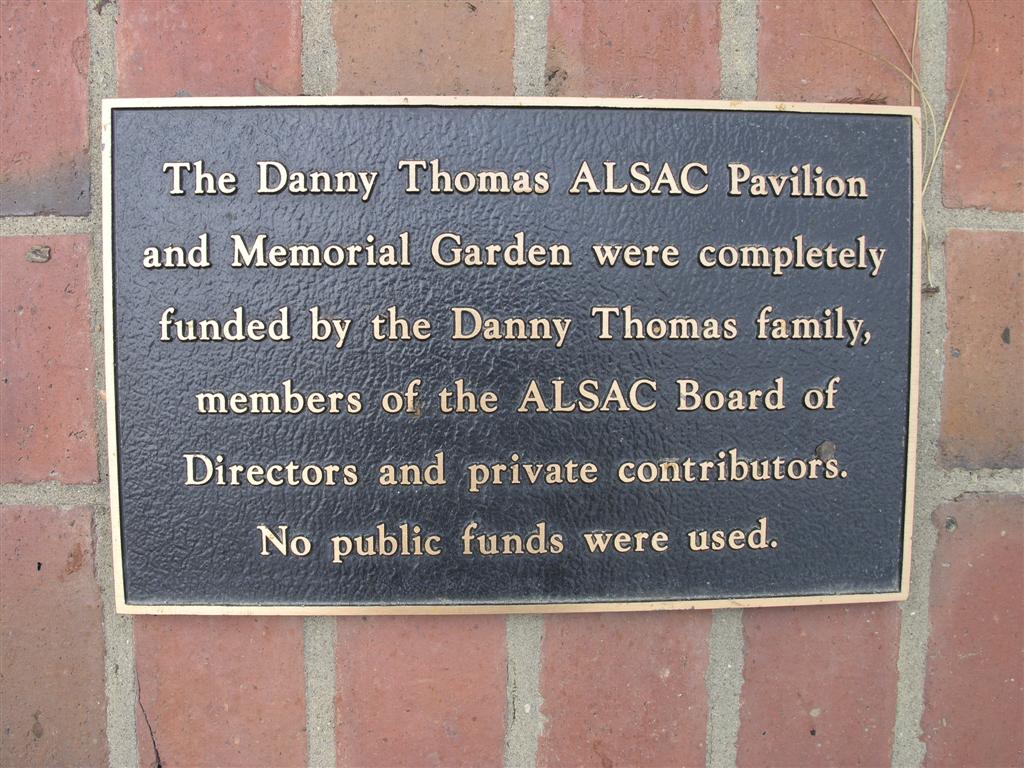 The Danny Thomas ALSAC Pavilion
and Memorial Garden were completely
funded by the Danny Thomas family,
members of the ALSAC Board of
Directors and private contributors.
No public funds were used.